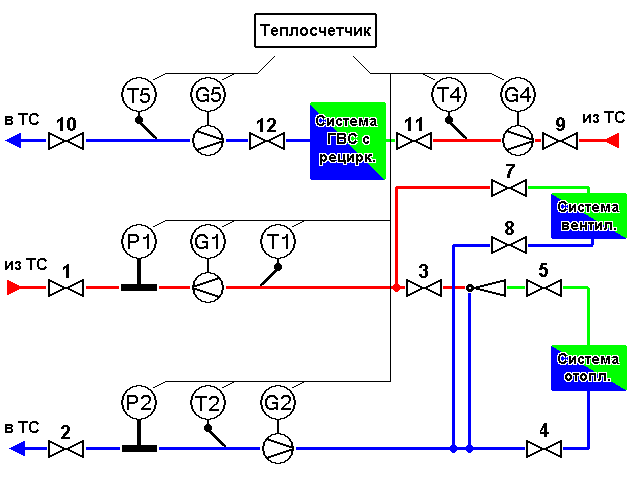 Теплосчетчик
T5 G5 T4 G4
в ТС 10 12 Система 11 9 из ТС
ГВС с
рецирк.
7
Система
вентил.
8
P1 G1 T1
из ТС 1 3 5
Система
отопл.
P2 T2 G2
в ТС 2 4